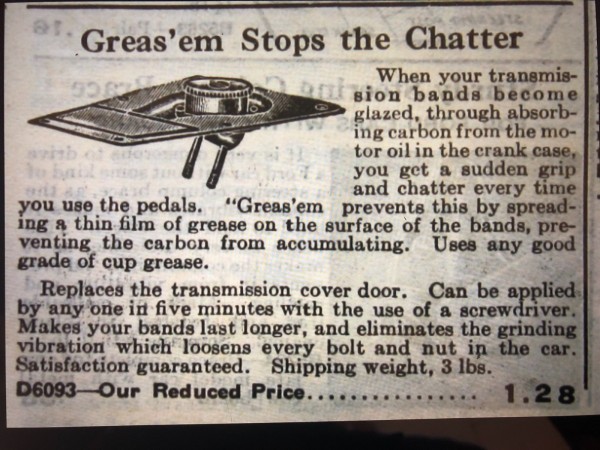 Greas'em Stops the Chatter
When your transmis-
sion bands become
glazed, through absorb-
ing carbon from the mo-
tor oil in the crank case,
you get a sudden grip
and chatter every time
you use the pedals. "Greas'em prevents this by spread-
ing a thin film of grease on the surface of the bands, pre-
venting the carbon from accumulating. Uses any good
grade of cup grease.
Replaces the transmission cover door. Can be applied
by any one in five minutes with the use of a screwdriver.
Makes your bands last longer, and eliminates the grinding
vibration which loosens every bolt and nut in the car.
Satisfaction guaranteed. Shipping weight, 3 lbs.
D6093—Our Reduced Price................ 1.28